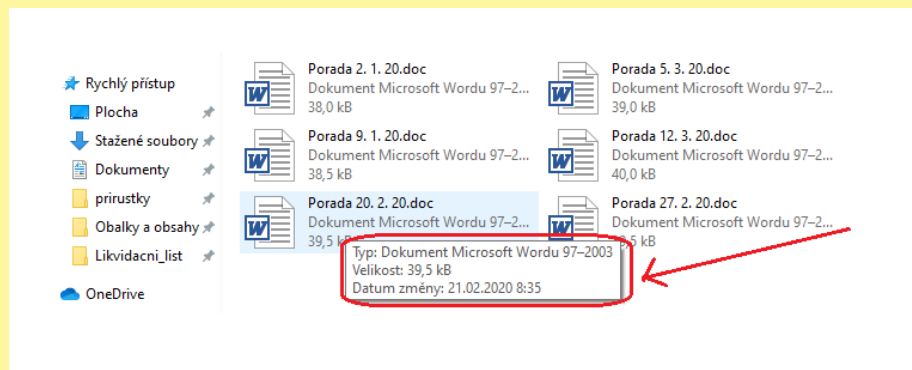 Rychlý přístup
Plocha
Stažené soubory
Dokumenty
prirustky
Obalky a obsahy
Likvidacni_list
OneDrive
Porada 2. 1. 20.doc
Dokument Microsoft Wordu 97–2...
38,0 kB
Porada 5. 3. 20.doc
Dokument Microsoft Wordu 97–2...
39,0 kB
Porada 9. 1. 20.doc
Dokument Microsoft Wordu 97–2...
38,5 kB
Porada 12. 3. 20.doc
Dokument Microsoft Wordu 97–2...
40,0 kB
Porada 20. 2. 20.doc
Dokument Microsoft Wordu 97–2...
39,5
Porada 27. 2. 20.doc
Dokument Microsoft Wordu 97–2...
kB
Typ: Dokument Microsoft Wordu 97–2003
Velikost: 39,5 kB
Datum změny: 21.02.2020 8:35